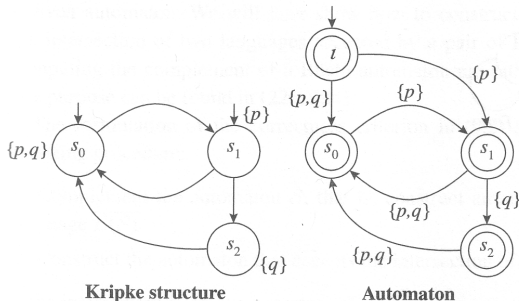 ι
{p}
{p,q}
{p}
{p}
{p,q}
s₀
s₁
s₀
s₁
{p,q}
{q}
s₂
{p,q}
s₂
{q}
Kripke structure
Automaton